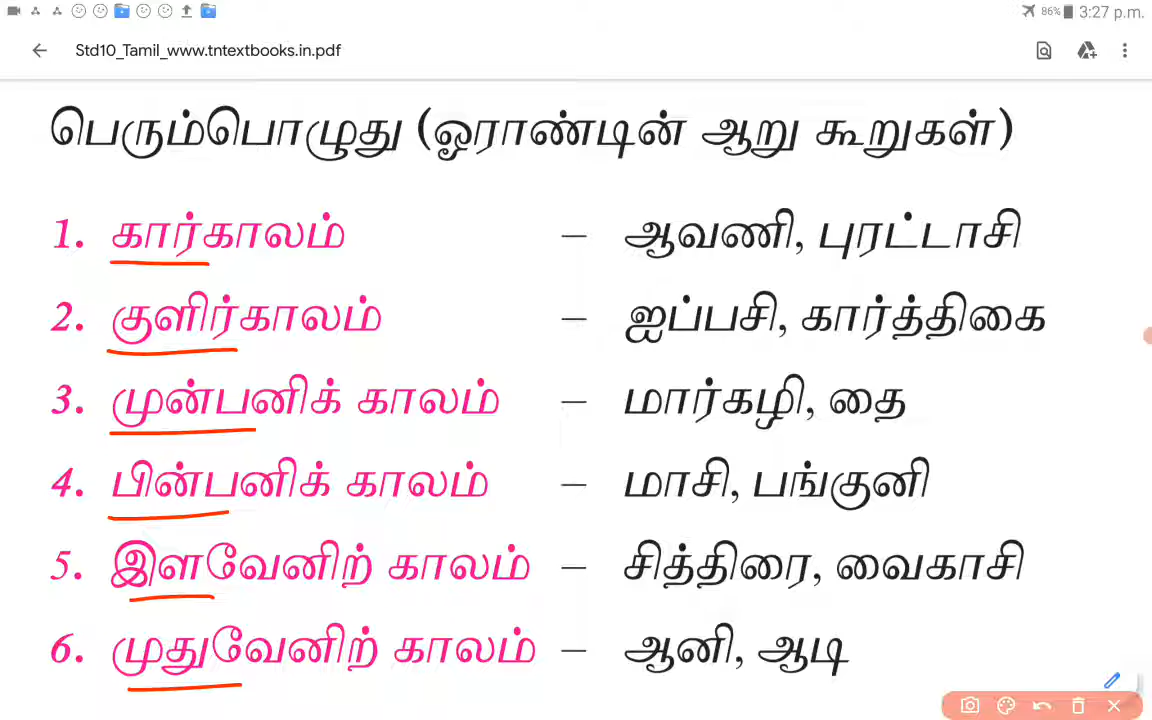 86% 3:27 p.m.
Std10_Tamil_www.tntextbooks.in.pdf
பெரும்பொழுது (ஓராண்டின் ஆறு கூறுகள்)
1. கார்காலம் – ஆவணி, புரட்டாசி
2. குளிர்காலம் – ஐப்பசி, கார்த்திகை
3. முன்பனிக் காலம் – மார்கழி, தை
4. பின்பனிக் காலம் – மாசி, பங்குனி
5. இளவேனிற் காலம் – சித்திரை, வைகாசி
6. முதுவேனிற் காலம் – ஆனி, ஆடி